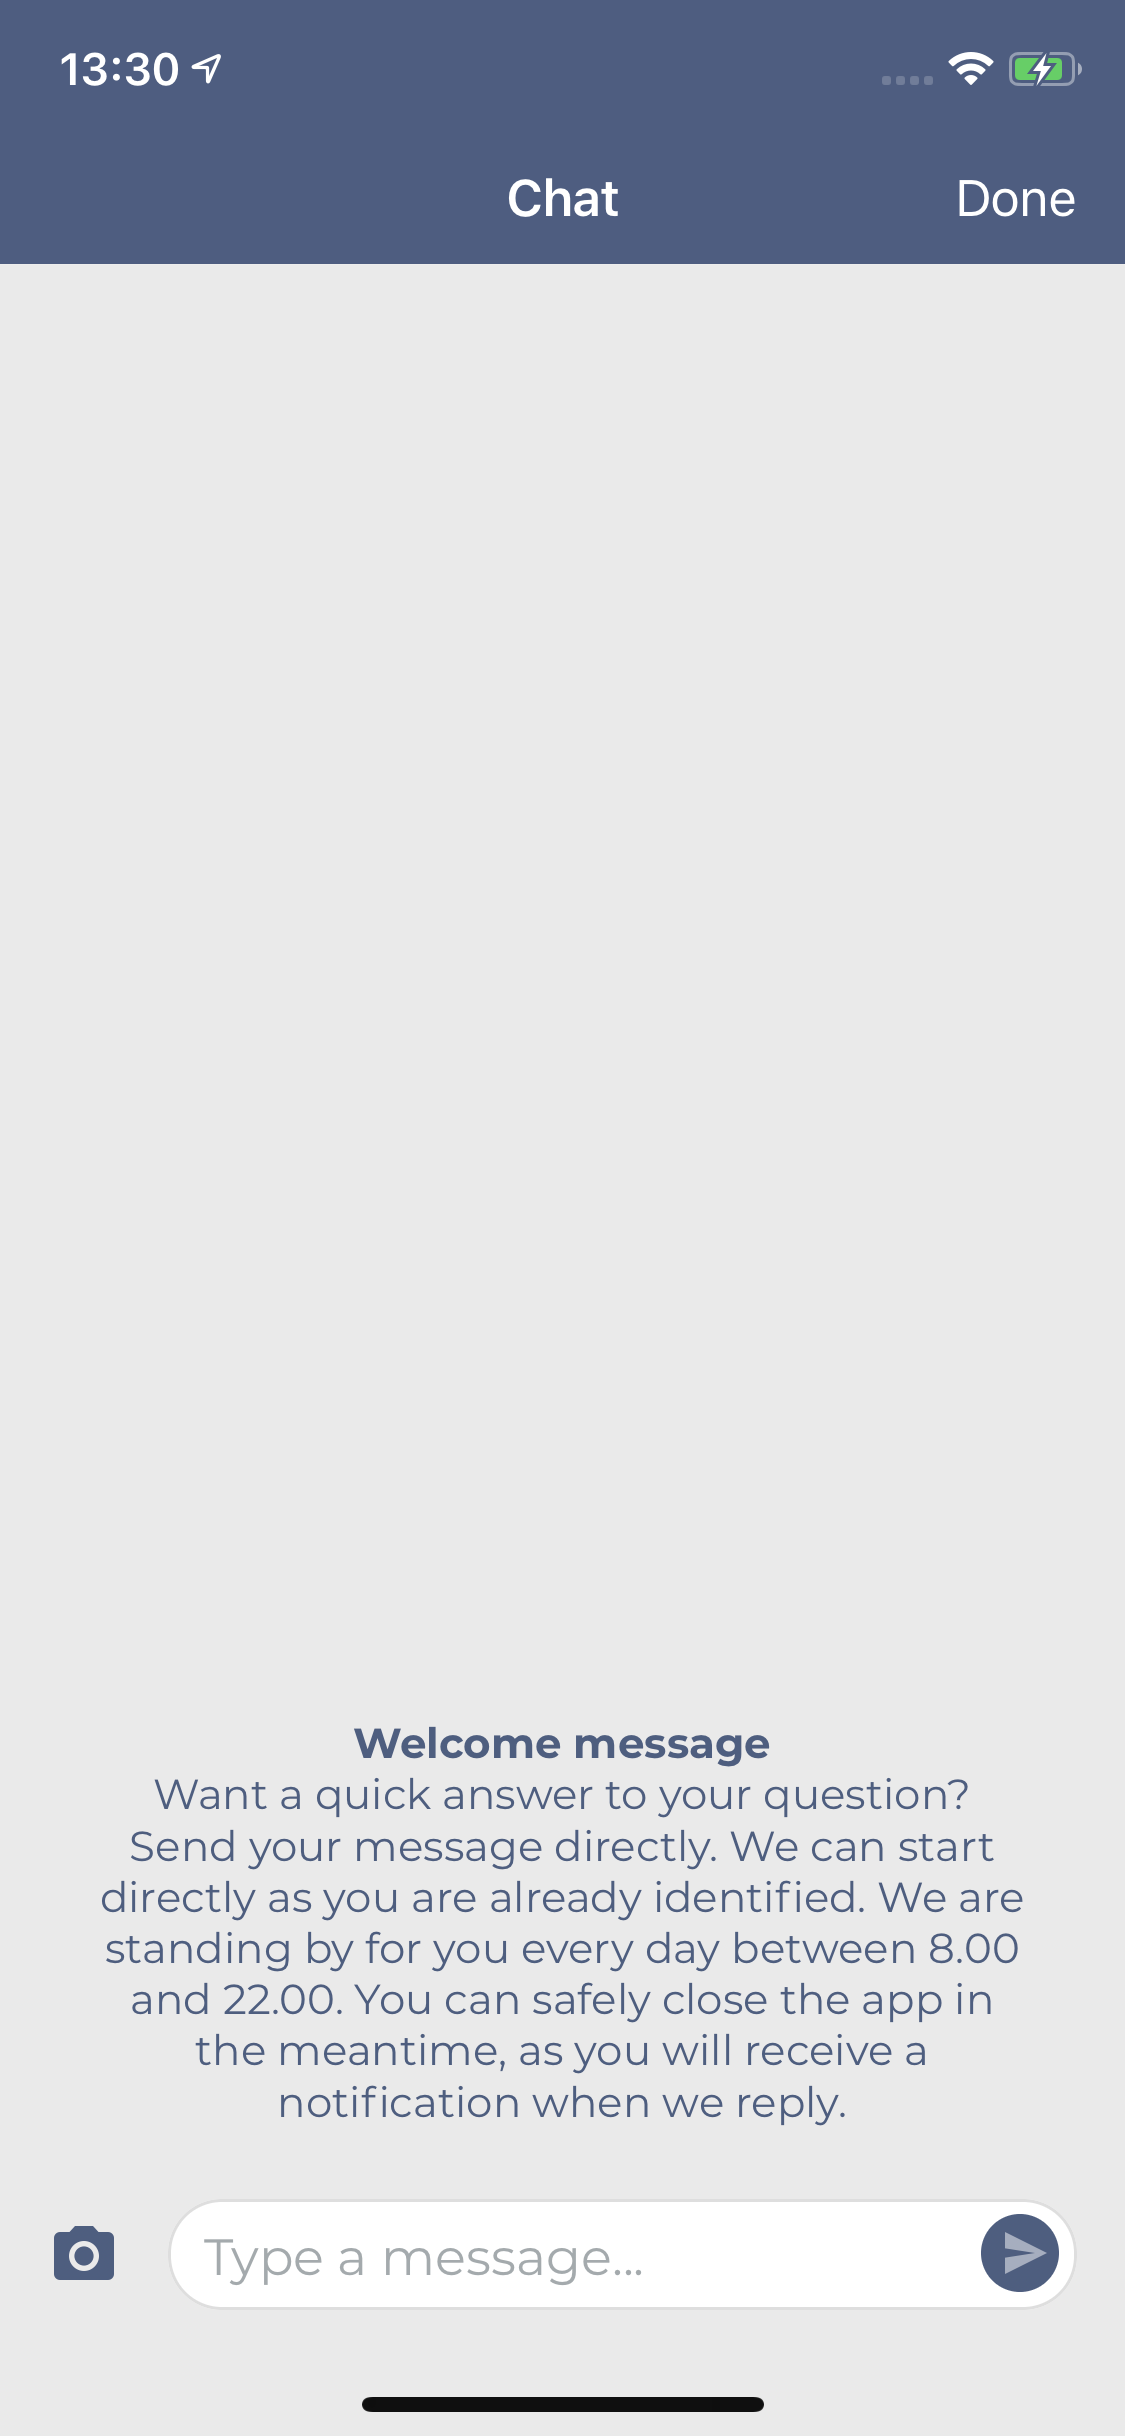 13:30
Chat
Done
Welcome message
Want a quick answer to your question?
Send your message directly. We can start
directly as you are already identified. We are
standing by for you every day between 8.00
and 22.00. You can safely close the app in
the meantime, as you will receive a
notification when we reply.
Type a message...